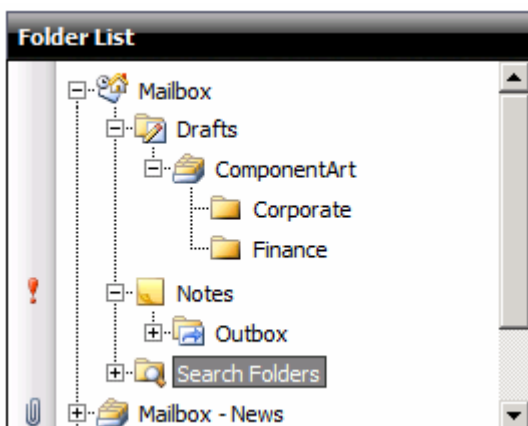 Folder List
Mailbox
Drafts
ComponentArt
Corporate
Finance
Notes
Outbox
Search Folders
Mailbox - News